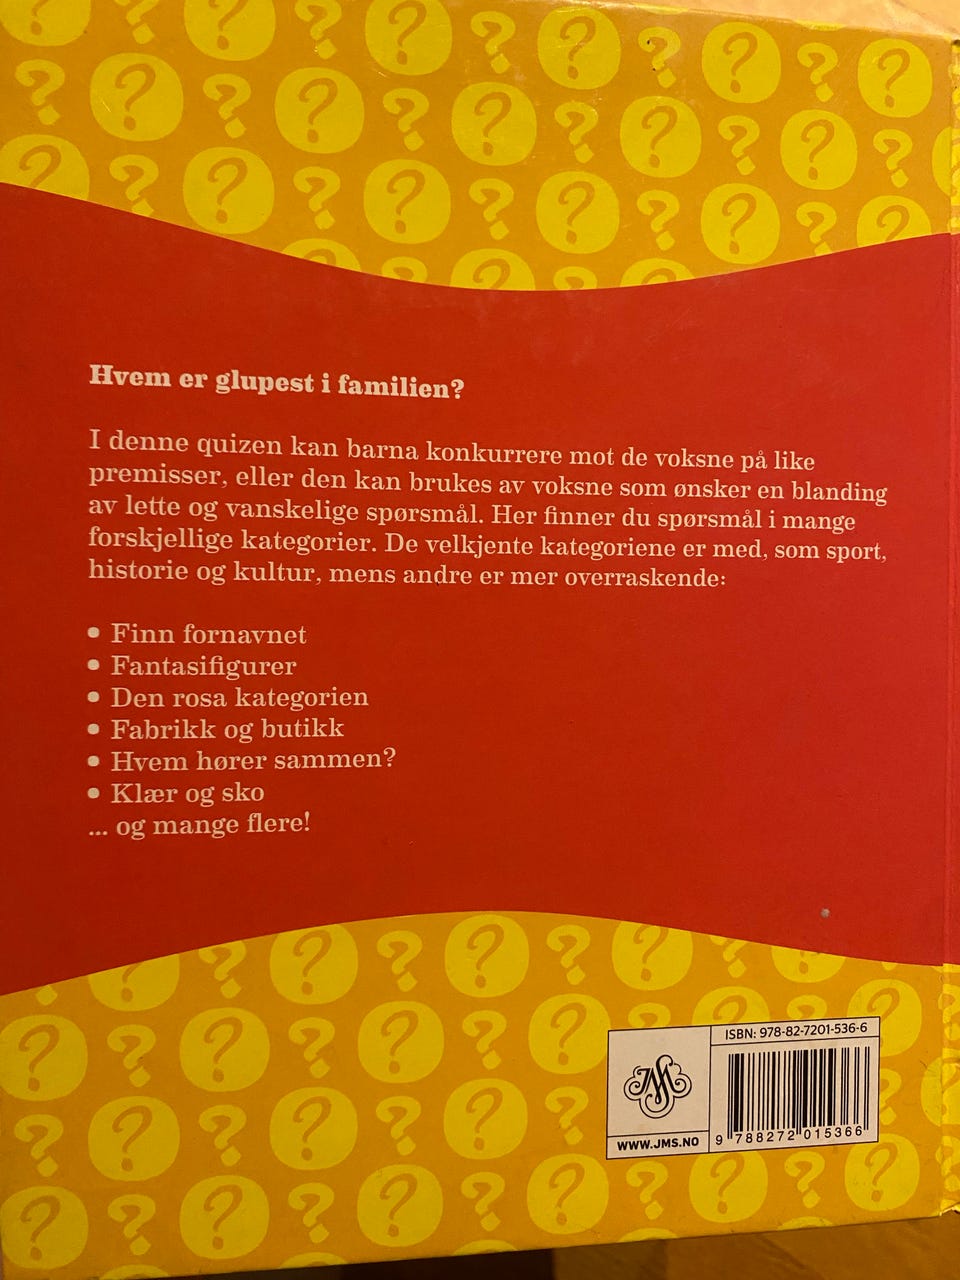 Hvem er glupest i familien?
I denne quizen kan barna konkurrere mot de voksne på like
premisser, eller den kan brukes av voksne som ønsker en blanding
av lette og vanskelige spørsmål. Her finner du spørsmål i mange
forskjellige kategorier. De velkjente kategoriene er med, som sport,
historie og kultur, mens andre er mer overraskende:
• Finn fornavnet
• Fantasifigurer
• Den rosa kategorien
• Fabrikk og butikk
• Hvem hører sammen?
• Klær og sko
... og mange flere!
ISBN: 978-82-7201-536-6
JMS
WWW.JMS.NO
9 788272 015366